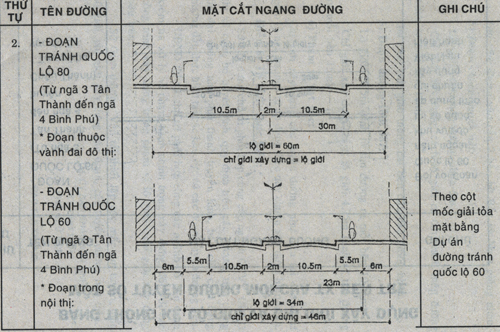 THỨ TỰ
TÊN ĐƯỜNG
MẶT CẮT NGANG ĐƯỜNG
GHI CHÚ
2.
- ĐOẠN
TRÁNH QUỐC
LỘ 80
(Từ ngã 3 Tân
Thành đến ngã
4 Bình Phú)
* Đoạn thuộc
vành đai đô thị:
10.5m 2m 10.5m
30m
lộ giới = 60m
chỉ giới xây dựng = lộ giới
- ĐOẠN
TRÁNH QUỐC
LỘ 60
(Từ ngã 3 Tân
Thành đến ngã
4 Bình Phú)
* Đoạn trong
nội thị:
6m 5.5m 10.5m 2m 10.5m 5.5m 6m
23m
lộ giới = 34m
chỉ giới xây dựng = 46m
Theo cột
mốc giải tỏa
mặt bằng
Dự án
đường tránh
quốc lộ 60